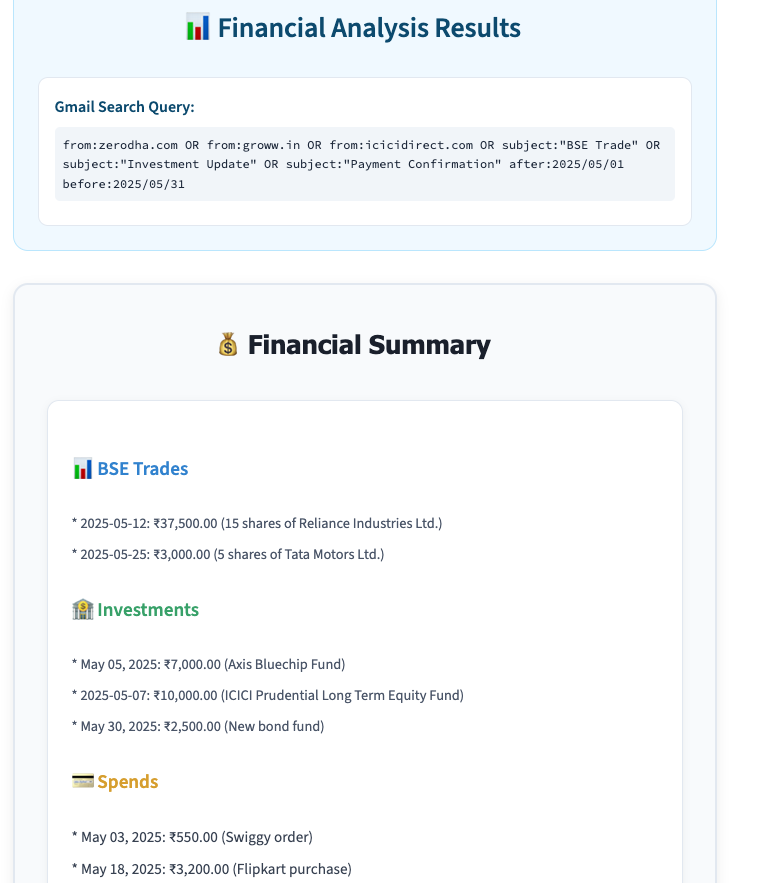 📊 Financial Analysis Results
Gmail Search Query:
from:zerodha.com OR from:groww.in OR from:icicidirect.com OR subject:"BSE Trade" OR
subject:"Investment Update" OR subject:"Payment Confirmation" after:2025/05/01
before:2025/05/31
💰 Financial Summary
📊 BSE Trades
* 2025-05-12: ₹37,500.00 (15 shares of Reliance Industries Ltd.)
* 2025-05-25: ₹3,000.00 (5 shares of Tata Motors Ltd.)
🏦 Investments
* May 05, 2025: ₹7,000.00 (Axis Bluechip Fund)
* 2025-05-07: ₹10,000.00 (ICICI Prudential Long Term Equity Fund)
* May 30, 2025: ₹2,500.00 (New bond fund)
💳 Spends
* May 03, 2025: ₹550.00 (Swiggy order)
* May 18, 2025: ₹3,200.00 (Flipkart purchase)